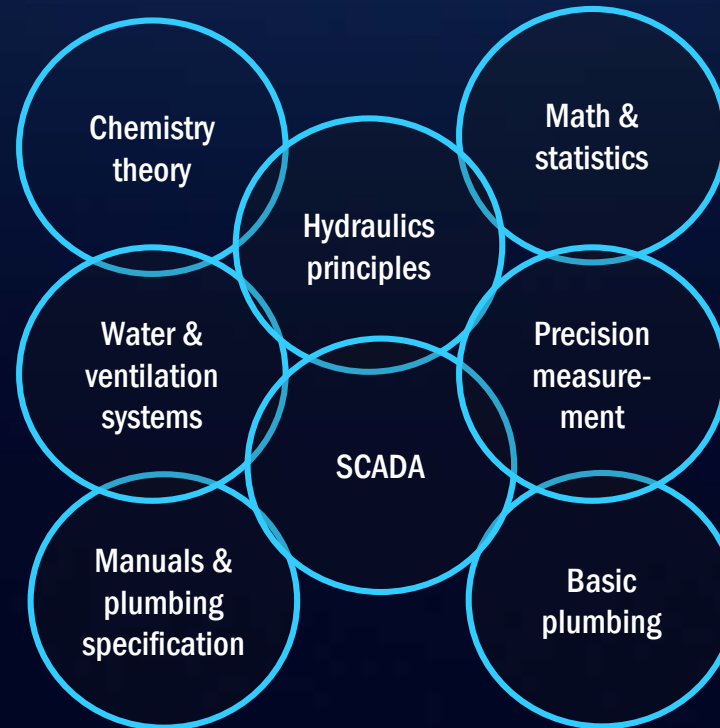 Chemistry
theory
Math &
statistics
Hydraulics
principles
Water &
ventilation
systems
Precision
measure-
ment
SCADA
Manuals &
plumbing
specification
Basic
plumbing